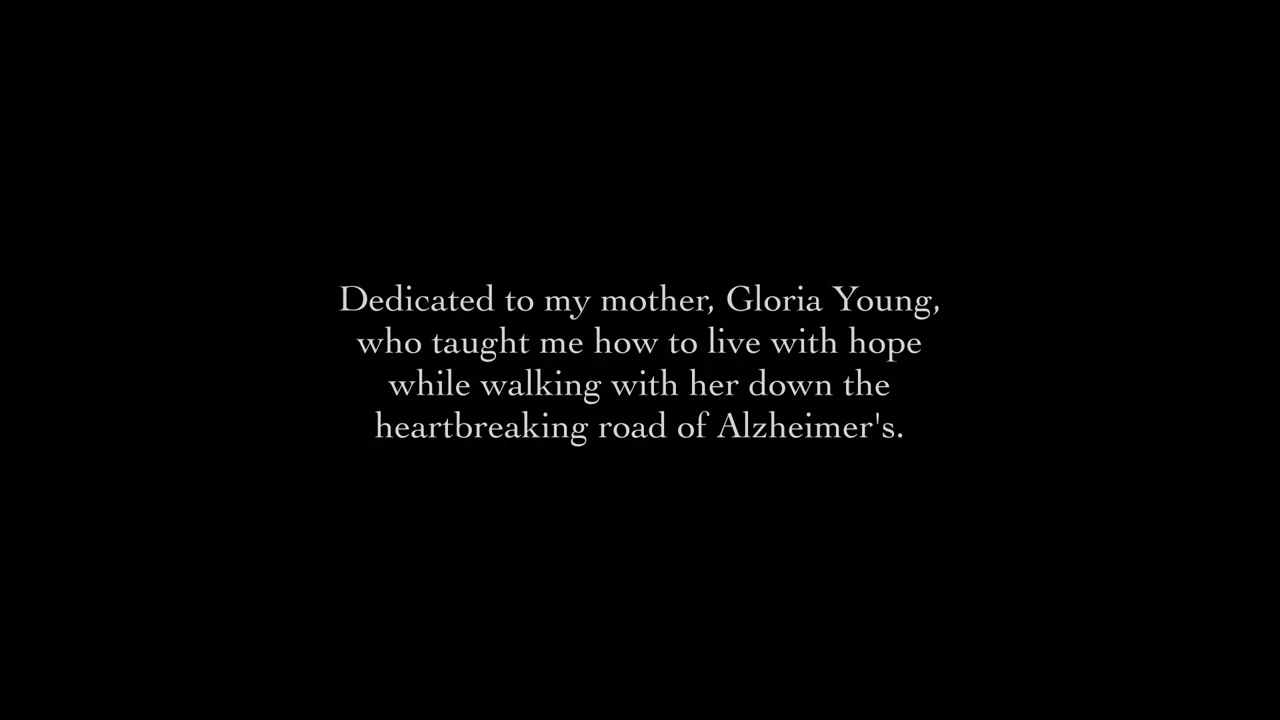 Dedicated to my mother, Gloria Young,
who taught me how to live with hope
while walking with her down the
heartbreaking road of Alzheimer's.